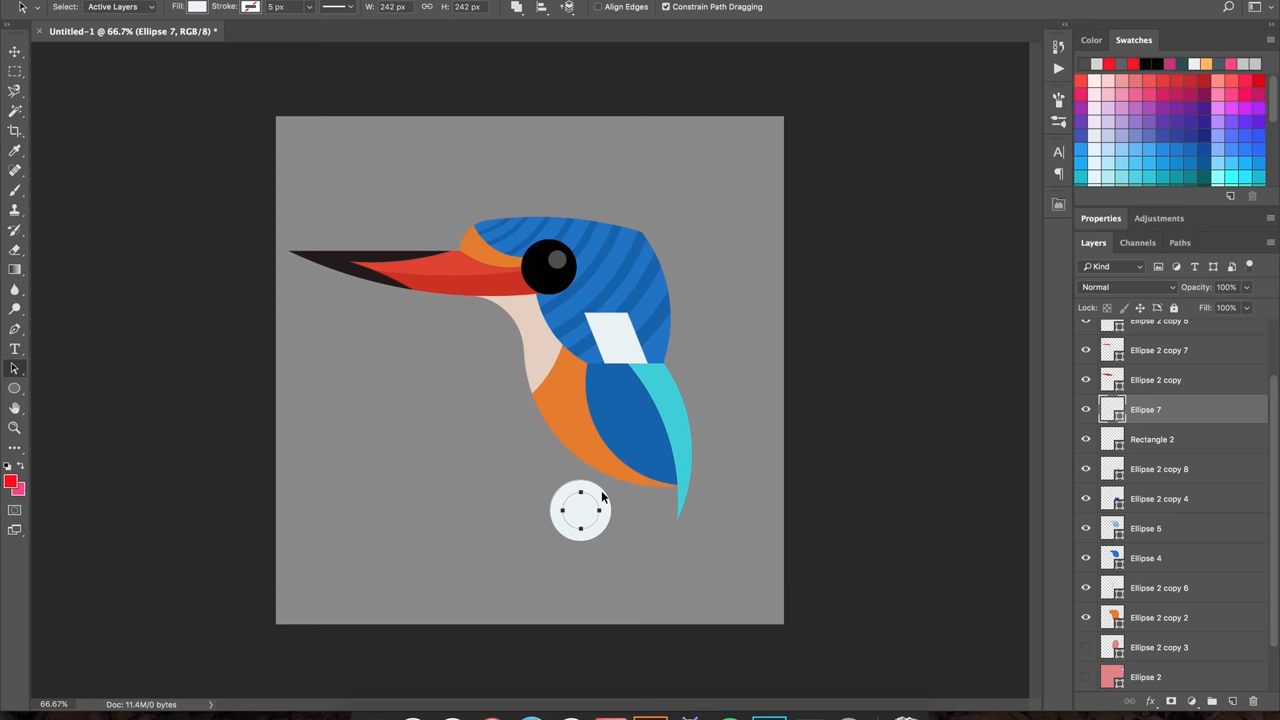 Select: Active Layers Fill: Stroke: 5 px W: 242 px H: 242 px Align Edges Constrain Path Dragging
Untitled-1 @ 66.7% (Ellipse 7, RGB/8) *
Color Swatches
Properties Adjustments
Layers Channels Paths
Kind
Normal Opacity: 100%
Lock: Fill: 100%
Ellipse 2 copy 5
Ellipse 2 copy 7
Ellipse 2 copy
Ellipse 7
Rectangle 2
Ellipse 2 copy 8
Ellipse 2 copy 4
Ellipse 5
Ellipse 4
Ellipse 2 copy 6
Ellipse 2 copy 2
Ellipse 2 copy 3
Ellipse 2
66.67% Doc: 11.4M/0 bytes